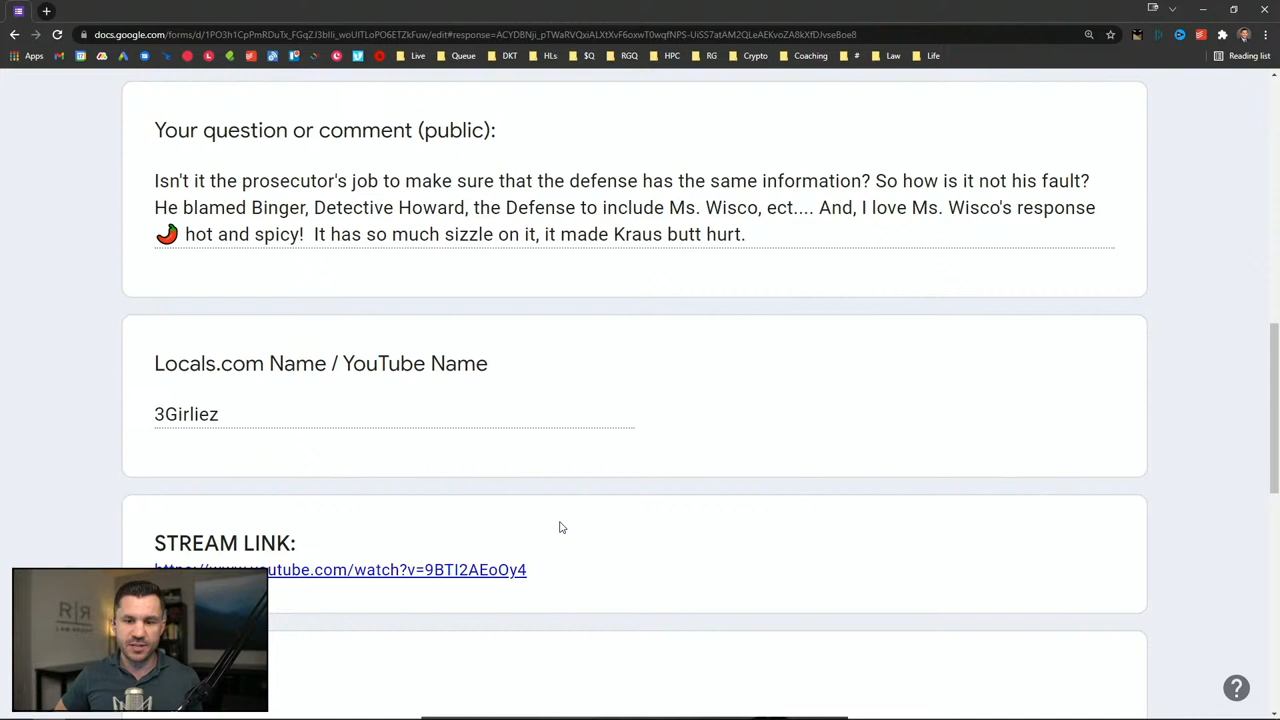 docs.google.com/forms/d/1PO3h1CpPmRDuTx_FGqZJ3bIli_woUlTLoPO6ETZkFuw/edit#response=ACYDBNji_pTWaRVQxiALXtXvF6oxwT0wqfNPS-UiSS7atAM2QLeAEKvoZA8kXfDJvseBoe8
Apps Live Queue DKT HLs $Q RGQ HPC RG Crypto Coaching # Law Life Reading list
Your question or comment (public):
Isn't it the prosecutor's job to make sure that the defense has the same information? So how is it not his fault?
He blamed Binger, Detective Howard, the Defense to include Ms. Wisco, ect.... And, I love Ms. Wisco's response
🌶 hot and spicy!  It has so much sizzle on it, it made Kraus butt hurt.
Locals.com Name / YouTube Name
3Girliez
STREAM LINK:
https://www.youtube.com/watch?v=9BTI2AEoOy4
R|R